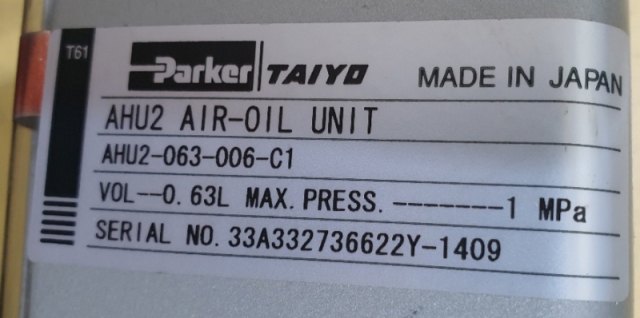 T61
Parker TAIYO MADE IN JAPAN
AHU2 AIR-OIL UNIT
AHU2-063-006-C1
VOL--0.63L MAX.PRESS.-------1 MPa
SERIAL NO.33A332736622Y-1409